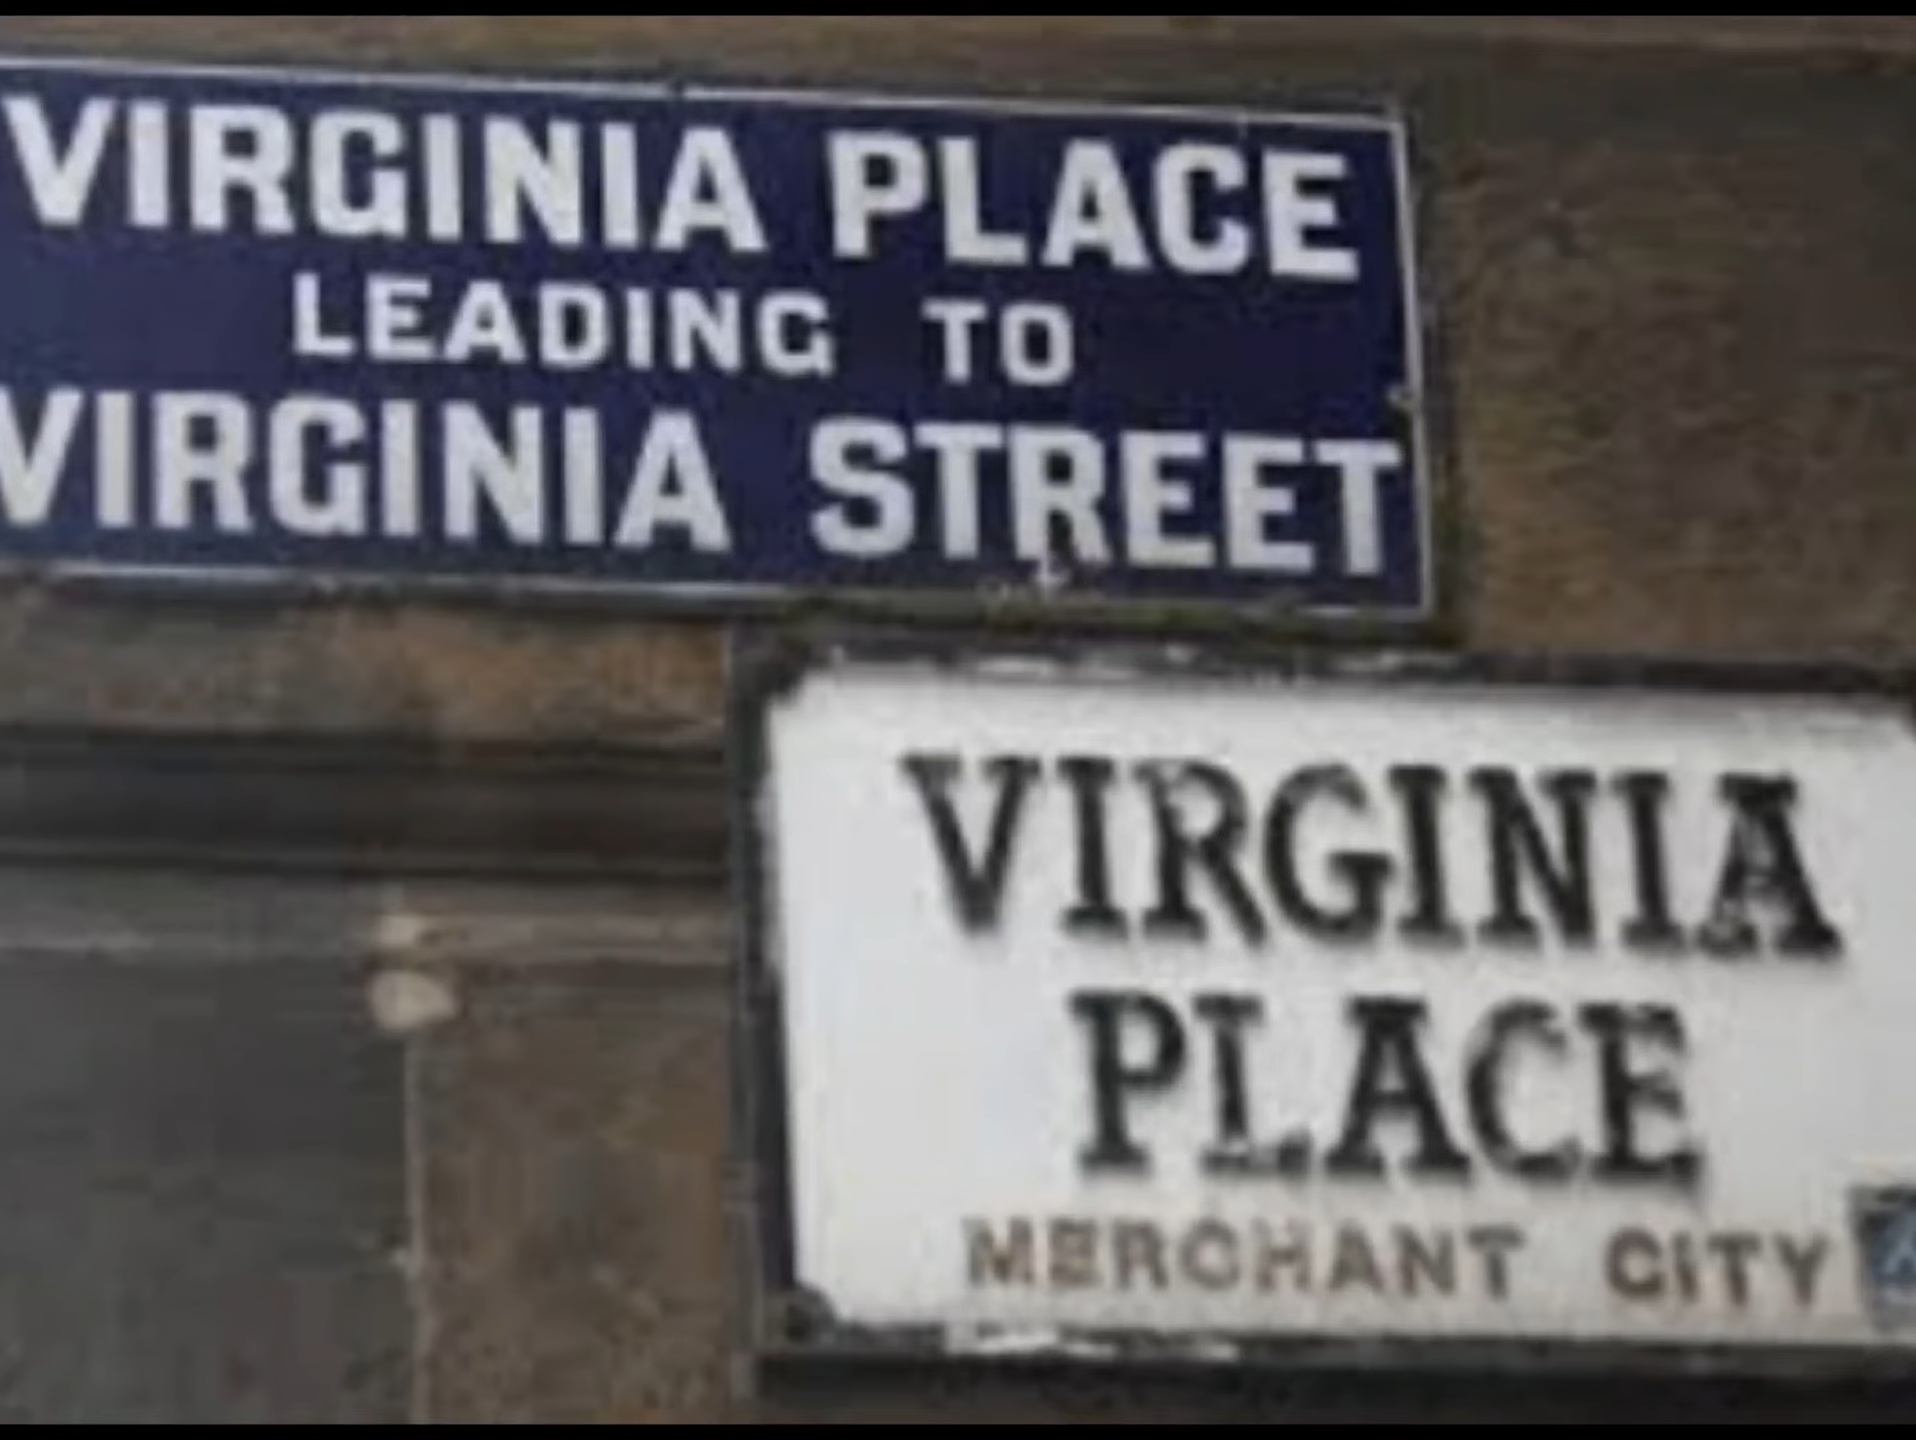 VIRGINIA PLACE
LEADING TO
VIRGINIA STREET
VIRGINIA
PLACE
MERCHANT CITY